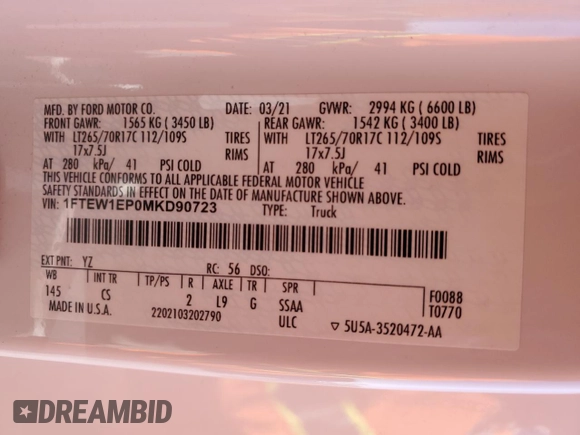 MFD. BY FORD MOTOR CO. DATE: 03/21 GVWR: 2994 KG ( 6600 LB)
FRONT GAWR: 1565 KG ( 3450 LB) REAR GAWR: 1542 KG ( 3400 LB)
WITH LT265/70R17C 112/109S TIRES WITH LT265/70R17C 112/109S TIRES
17x7.5J RIMS 17x7.5J RIMS
AT 280 kPa/ 41 PSI COLD AT 280 kPa/ 41 PSI COLD
THIS VEHICLE CONFORMS TO ALL APPLICABLE FEDERAL MOTOR VEHICLE
SAFETY STANDARDS IN EFFECT ON THE DATE OF MANUFACTURE SHOWN ABOVE.
VIN: 1FTEW1EP0MKD90723 TYPE: Truck
EXT PNT: YZ RC: 56 DSO:
WB INT TR TP/PS R AXLE TR SPR
145 CS 2 L9 G SSAA F0088
MADE IN U.S.A. 2202103202790 ULC T0770
▽ 5U5A-3520472-AA
DREAMBID